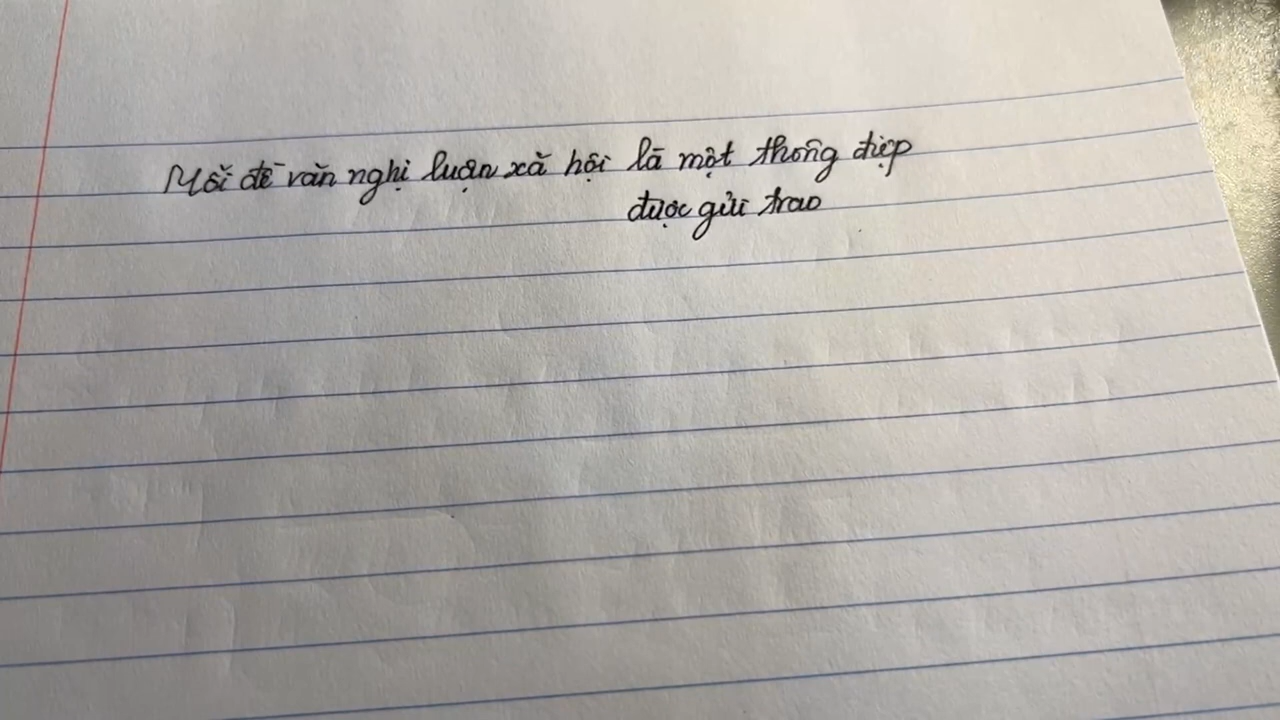 Mỗi đề văn nghị luận xã hội là một thông điệp
được gửi trao